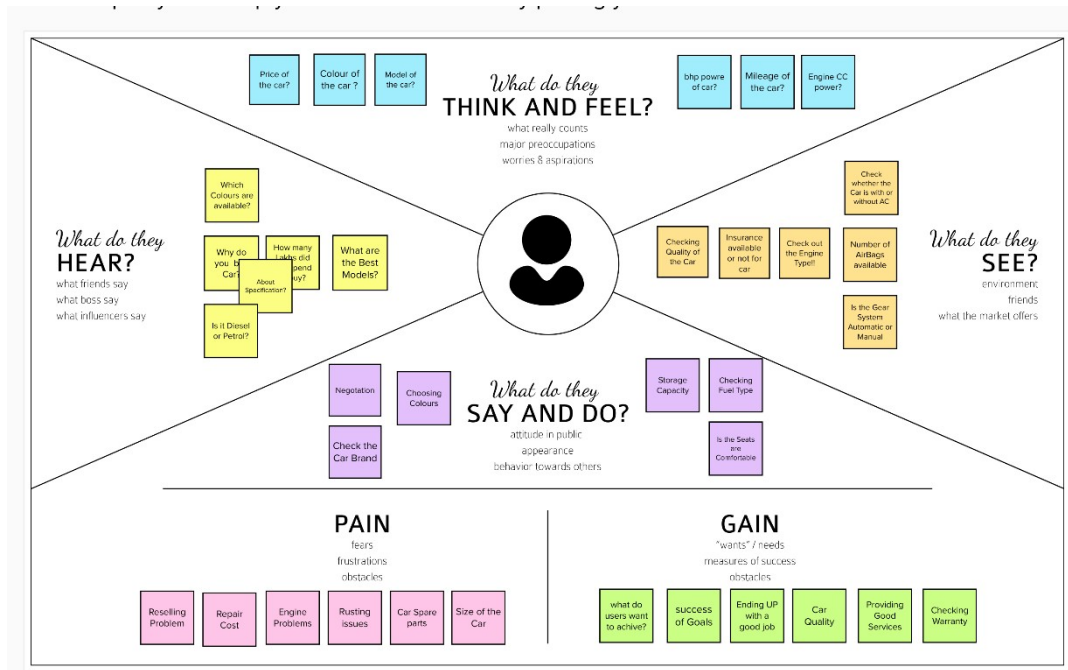 Price of
the car?
Colour of
the car ?
Model of
the car?
What do they
THINK AND FEEL?
what really counts
major preoccupations
worries & aspirations
bhp powre
of car?
Mileage of
the car?
Engine CC
power?
What do they
HEAR?
what friends say
what boss say
what influencers say
Which
Colours are
available?
Why do
you
Car?
How many
did
What are
the Best
Models?
About
Spacification?
Is it Diesel
or Petrol?
Check
whether the
Car is with or
without AC
Checking
Quality of
the Car
Insurance
available
or not for
car
Check out
the Engine
Type!!
Number of
AirBags
available
Is the Gear
System
Automatic or
Manual
What do they
SEE?
environment
friends
what the market offers
Negotation
Choosing
Colours
Check the
Car Brand
What do they
SAY AND DO?
attitude in public
appearance
behavior towards others
Storage
Capacity
Checking
Fuel Type
Is the Seats
are
Comfortable
PAIN
fears
frustrations
obstacles
Reselling
Problem
Repair
Cost
Engine
Problems
Rusting
issues
Car Spare
parts
Size of the
Car
GAIN
"wants" / needs
measures of success
obstacles
what do
users want
to achive?
success
of Goals
Ending UP
with a
good job
Car
Quality
Providing
Good
Services
Checking
Warranty